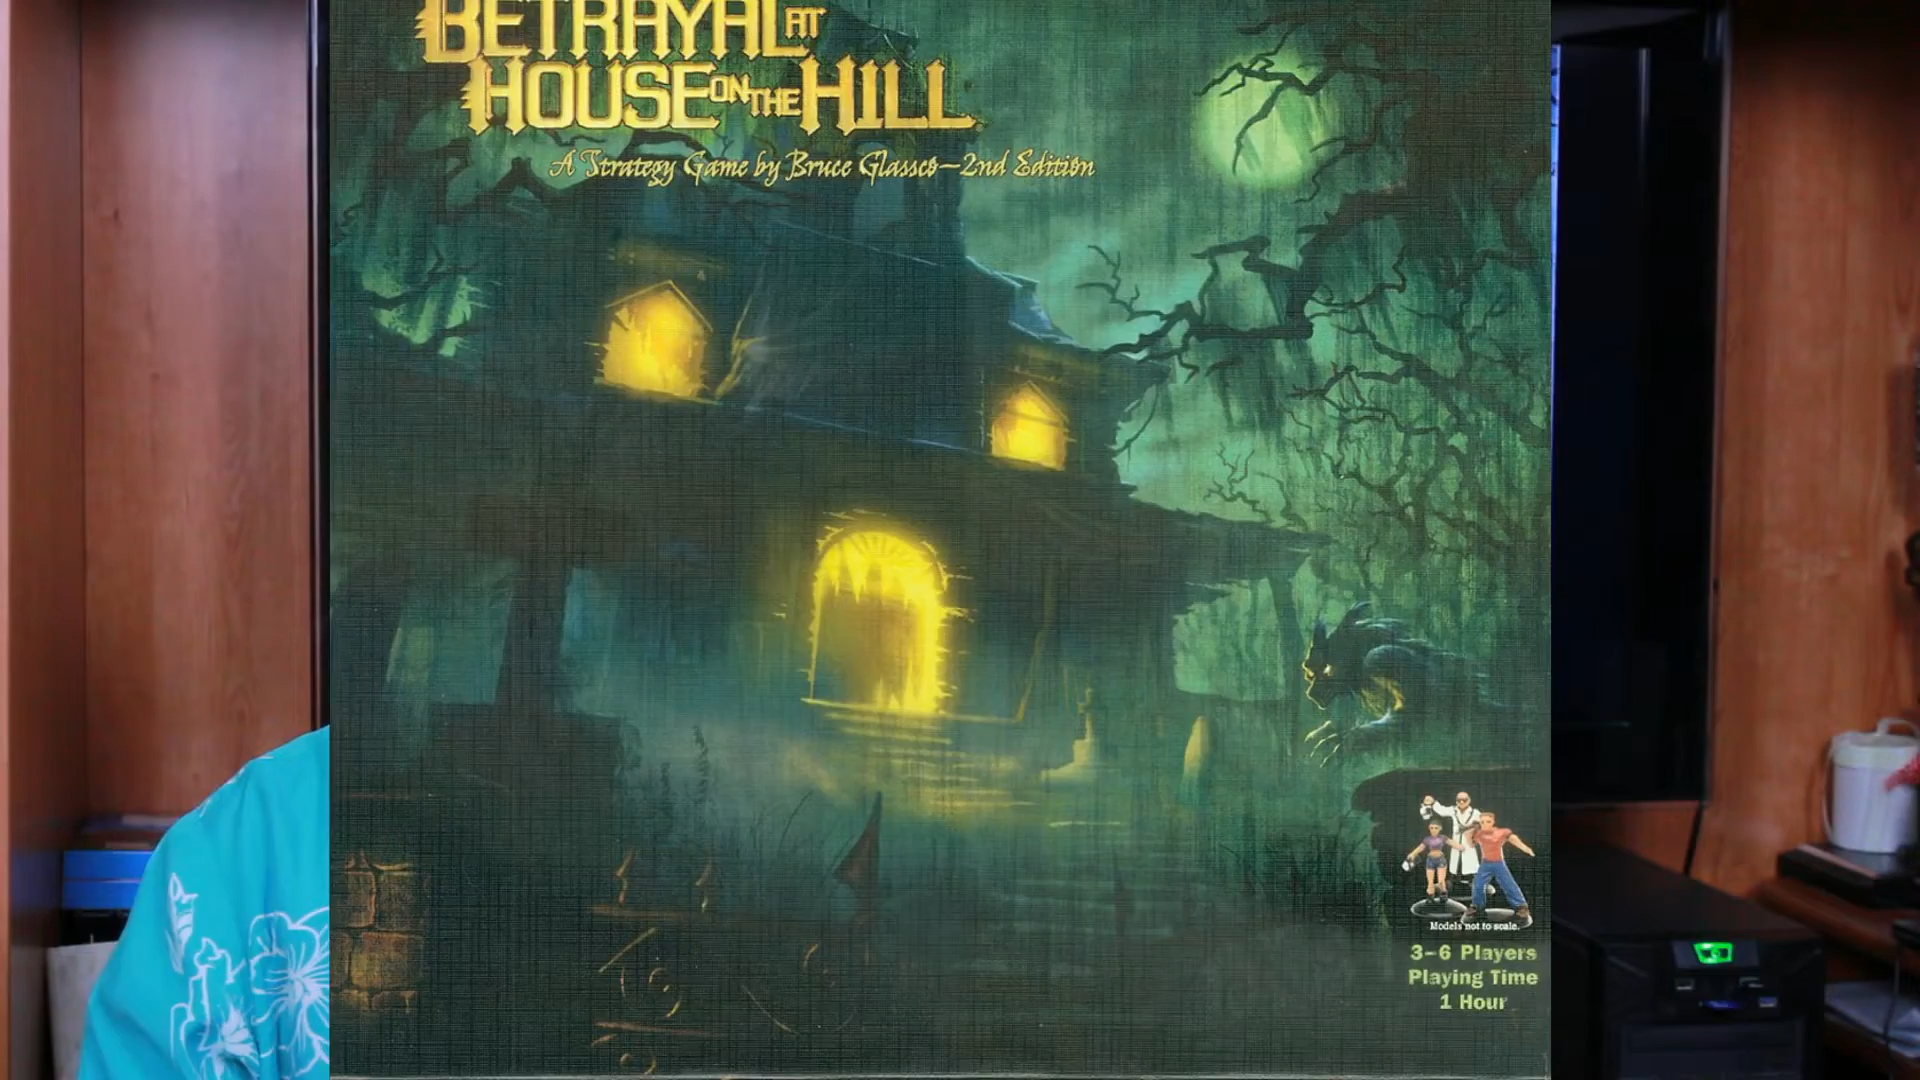 BETRAYAL AT
HOUSE ON THE HILL
A Strategy Game by Bruce Glassco—2nd Edition
Models not to scale.
3-6 Players
Playing Time
1 Hour